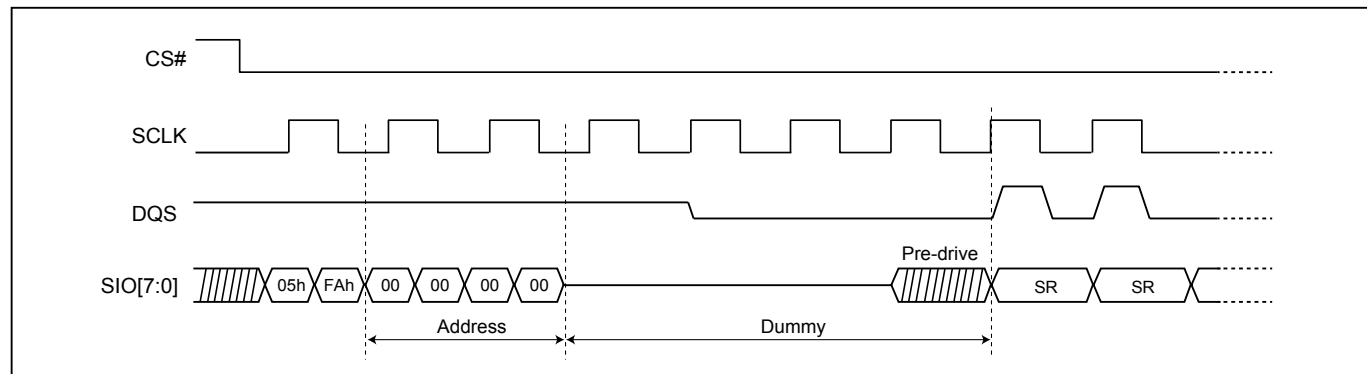 CS#
SCLK
DQS
Pre-drive
SIO[7:0]
05h FAh 00 00 00 00 SR SR
Address Dummy